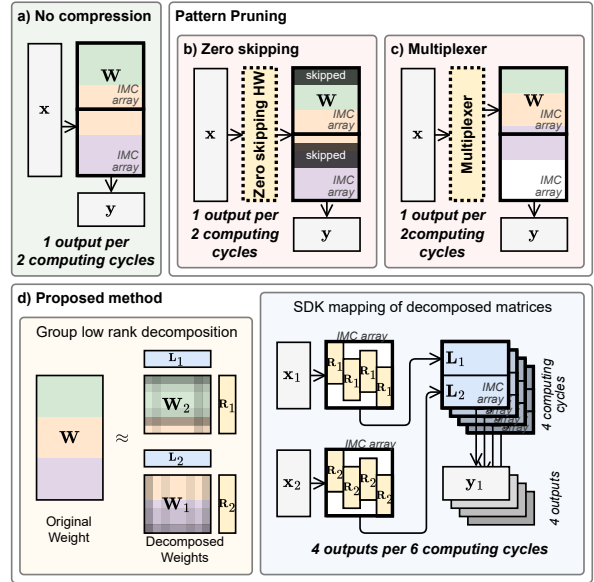 a) No compression
x
W
IMC
array
IMC
array
y
1 output per
2 computing cycles
Pattern Pruning
b) Zero skipping
x
Zero skipping HW
skipped
W
IMC
array
skipped
IMC
array
y
1 output per
2 computing
cycles
c) Multiplexer
x
Multiplexer
W
IMC
array
IMC
array
y
1 output per
2computing
cycles
d) Proposed method
Group low rank decomposition
W
Original
Weight
≈
L1
W2
R1
L2
W1
R2
Decomposed
Weights
SDK mapping of decomposed matrices
x1
IMC array
R1
R1
R1
R1
x2
IMC array
R2
R2
R2
R2
L1
L2
IMC
array
array
array
4 computing
cycles
y1
4 outputs
4 outputs per 6 computing cycles